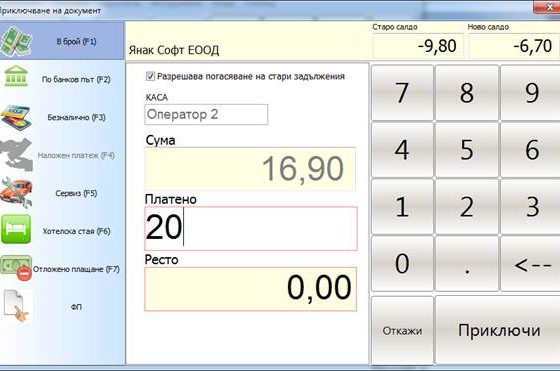 Приключване на документ
В брой (F1)
По банков път (F2)
Безналично (F3)
Наложен платеж (F4)
Сервиз (F5)
Хотелска стая (F6)
Отложено плащане (F7)
ФП
Янак Софт ЕООД
Старо салдо
-9,80
Ново салдо
-6,70
Разрешава погасяване на стари задължения
КАСА
Оператор 2
Сума
16,90
Платено
20
Ресто
0,00
7 8 9
4 5 6
1 2 3
0 . <--
Откажи Приключи